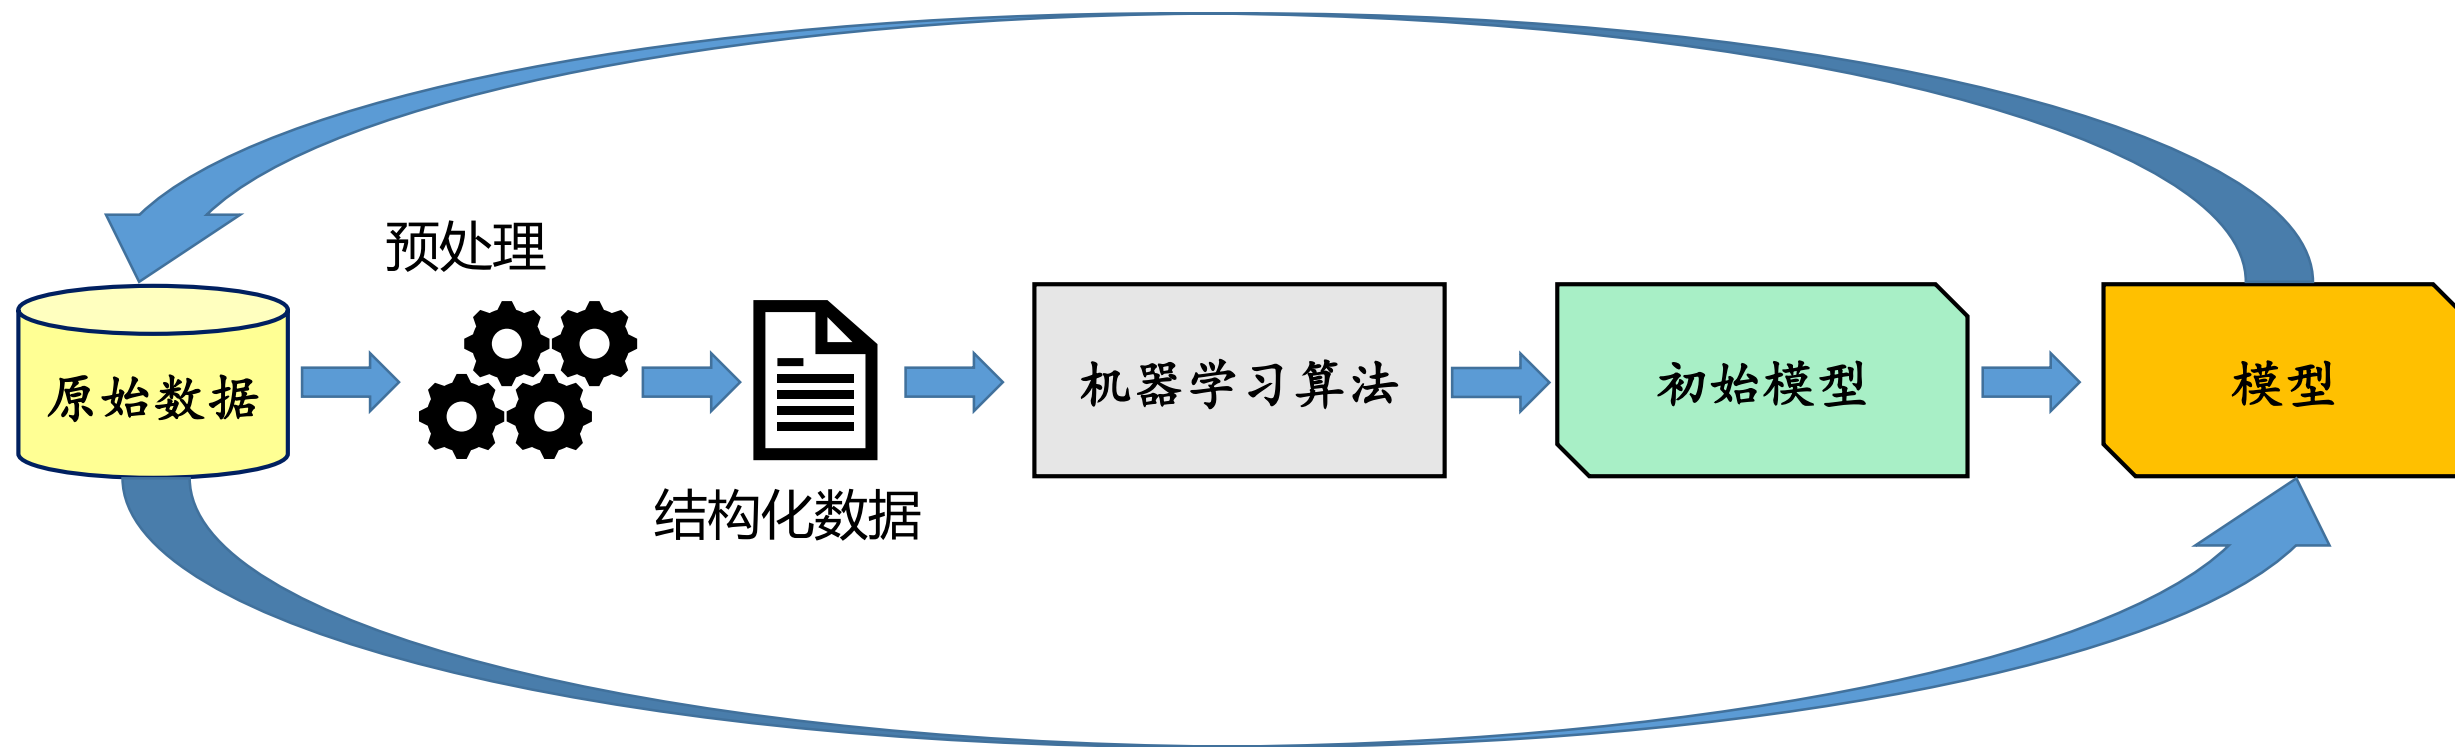 预处理
原始数据
机器学习算法
初始模型
模型
结构化数据